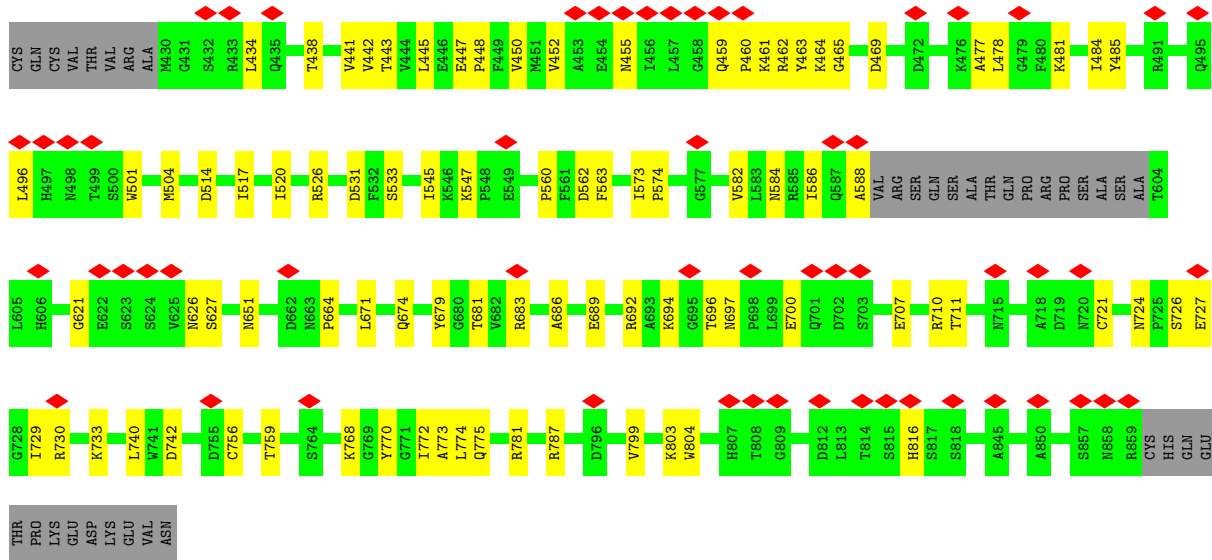 CYS GLN CYS VAL THR VAL ARG ALA M430 G431 S432 R433 L434 Q435 T438 V441 V442 T443 V444 L445 E446 E447 P448 F449 V450 M451 V452 A453 E454 N455 I456 L457 G458 Q459 P460 K461 R462 Y463 K464 G465 D469 D472 K476 A477 L478 G479 F480 K481 I484 Y485 R491 Q495
L496 H497 N498 T499 S500 W501 M504 D514 I517 I520 R526 D531 F532 S533 I545 K546 K547 P548 E549 P560 F561 D562 F563 I573 P574 G577 V582 L583 N584 R585 I586 Q587 A588 VAL ARG SER GLN SER ALA THR GLN PRO ARG PRO SER ALA SER ALA T604
L605 H606 G621 E622 S623 S624 V625 N626 S627 N651 D662 N663 P664 L671 Q674 Y679 G680 T681 V682 R683 A686 E689 R692 A693 K694 G695 T696 N697 P698 L699 E700 Q701 D702 S703 E707 R710 T711 N715 A718 D719 N720 C721 N724 P725 S726 E727
G728 I729 R730 K733 L740 W741 D742 D755 C756 T759 S764 K768 G769 Y770 G771 I772 A773 L774 Q775 R781 R787 D796 V799 K803 W804 H807 T808 G809 D812 L813 T814 S815 H816 S817 S818 A845 A850 S857 N858 R859 CYS HIS GLN GLU
THR PRO LYS GLU ASP LYS GLU VAL ASN